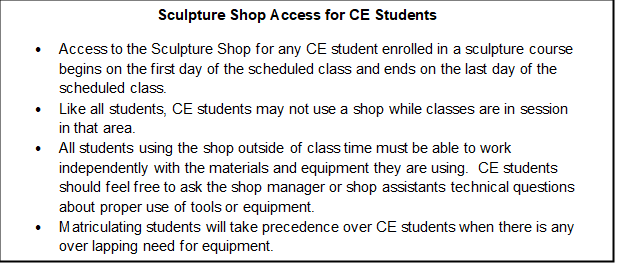 Sculpture Shop Access for CE Students
• Access to the Sculpture Shop for any CE student enrolled in a sculpture course
begins on the first day of the scheduled class and ends on the last day of the
scheduled class.
• Like all students, CE students may not use a shop while classes are in session
in that area.
• All students using the shop outside of class time must be able to work
independently with the materials and equipment they are using.  CE students
should feel free to ask the shop manager or shop assistants technical questions
about proper use of tools or equipment.
• Matriculating students will take precedence over CE students when there is any
over lapping need for equipment.